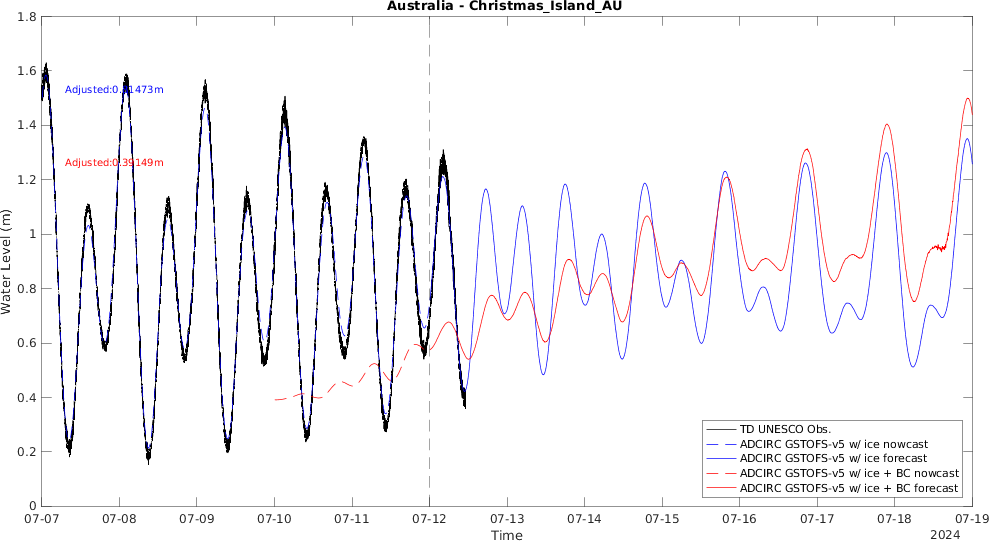 Australia - Christmas_Island_AU
Water Level (m)
1.8
1.6
1.4
1.2
1
0.8
0.6
0.4
0.2
0
Adjusted:0.11473m
Adjusted:0.39149m
TD UNESCO Obs.
ADCIRC GSTOFS-v5 w/ ice nowcast
ADCIRC GSTOFS-v5 w/ ice forecast
ADCIRC GSTOFS-v5 w/ ice + BC nowcast
ADCIRC GSTOFS-v5 w/ ice + BC forecast
07-07 07-08 07-09 07-10 07-11 07-12 07-13 07-14 07-15 07-16 07-17 07-18 07-19
Time
2024